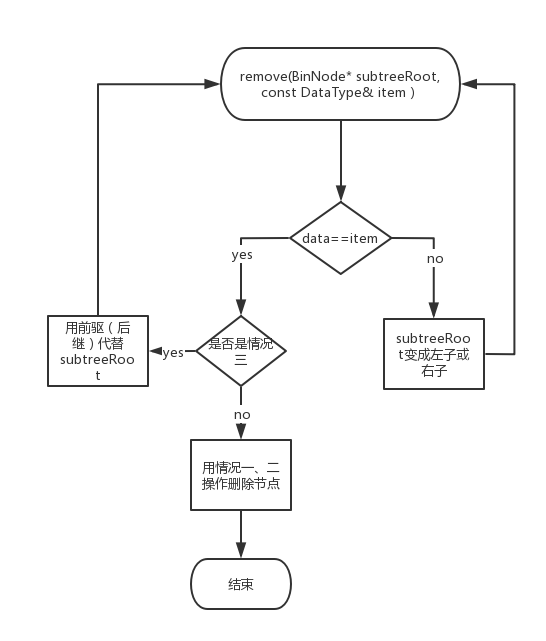 remove(BinNode* subtreeRoot,
const DataType& item )
data==item
yes
no
是否是情况
三
yes
用前驱（后
继）代替
subtreeRoo
t
subtreeRoo
t变成左子或
右子
no
用情况一、二
操作删除节点
结束